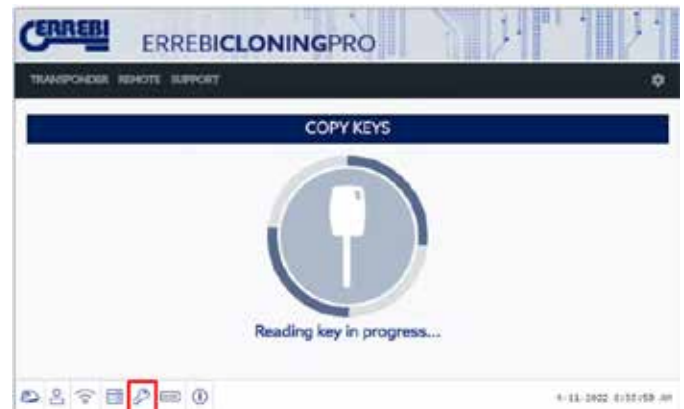 ERREBI
ERREBICLONINGPRO
TRANSPONDER REMOTE SUPPORT
COPY KEYS
Reading key in progress...